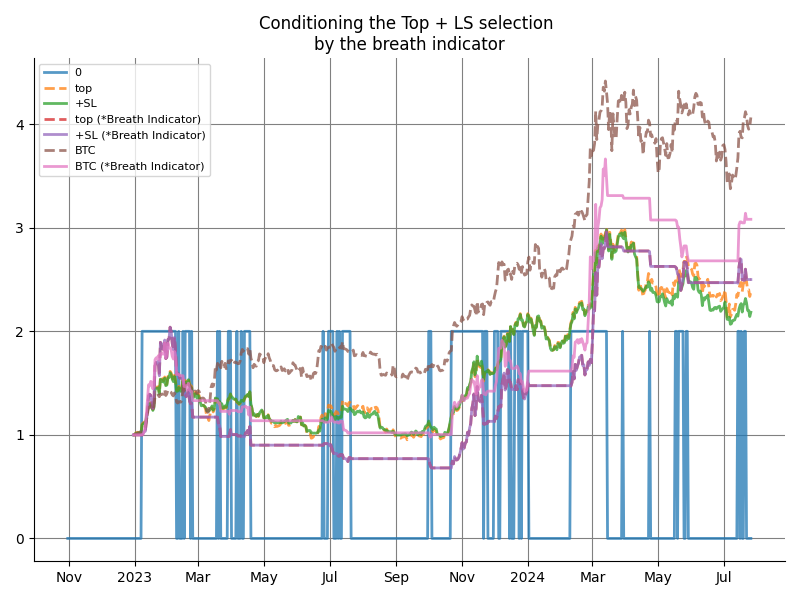 Conditioning the Top + LS selection
by the breath indicator
0
top
+SL
top (*Breath Indicator)
+SL (*Breath Indicator)
BTC
BTC (*Breath Indicator)
4
3
2
1
0
Nov
2023
Mar
May
Jul
Sep
Nov
2024
Mar
May
Jul